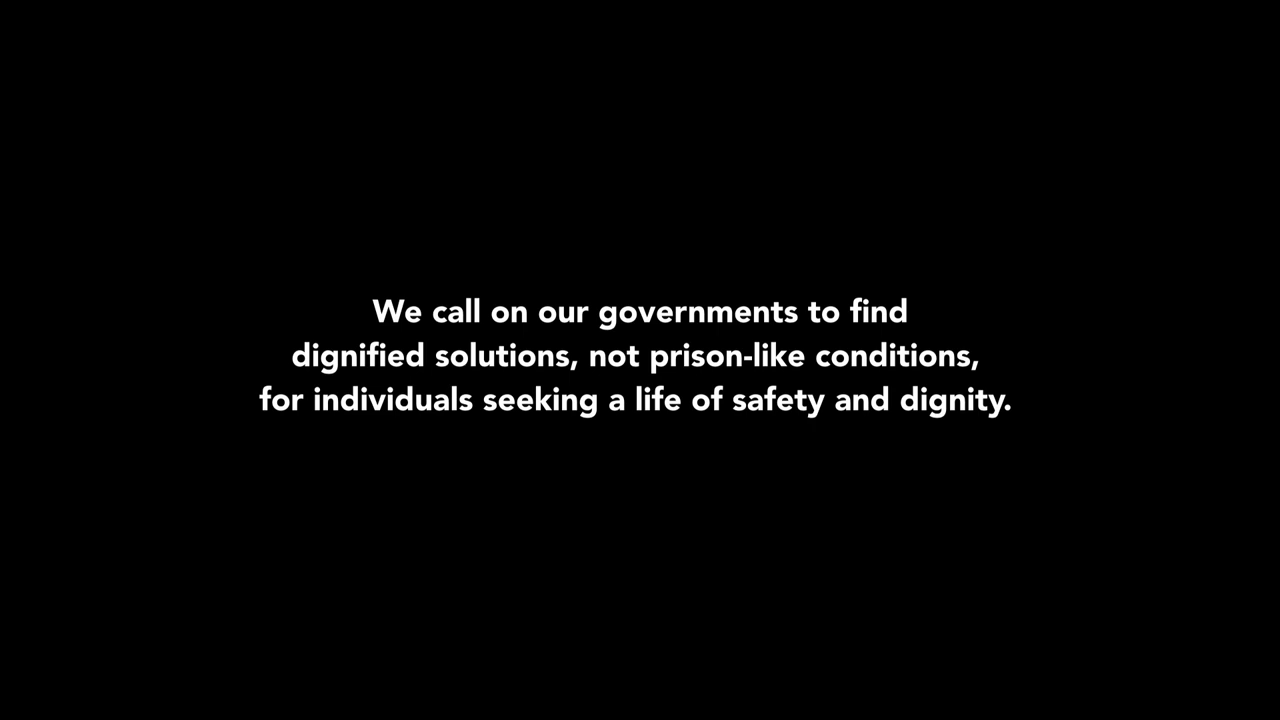 We call on our governments to find
dignified solutions, not prison-like conditions,
for individuals seeking a life of safety and dignity.